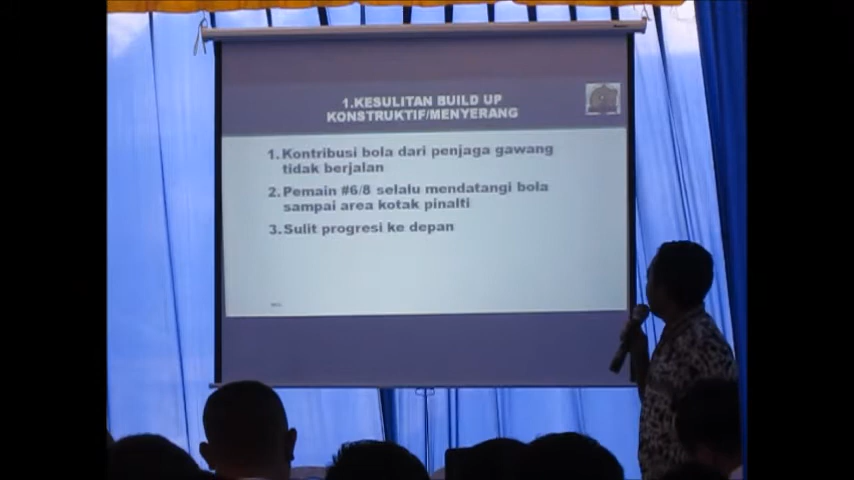 1.KESULITAN BUILD UP
KONSTRUKTIF/MENYERANG
1. Kontribusi bola dari penjaga gawang
tidak berjalan
2. Pemain #6/8 selalu mendatangi bola
sampai area kotak pinalti
3. Sulit progresi ke depan